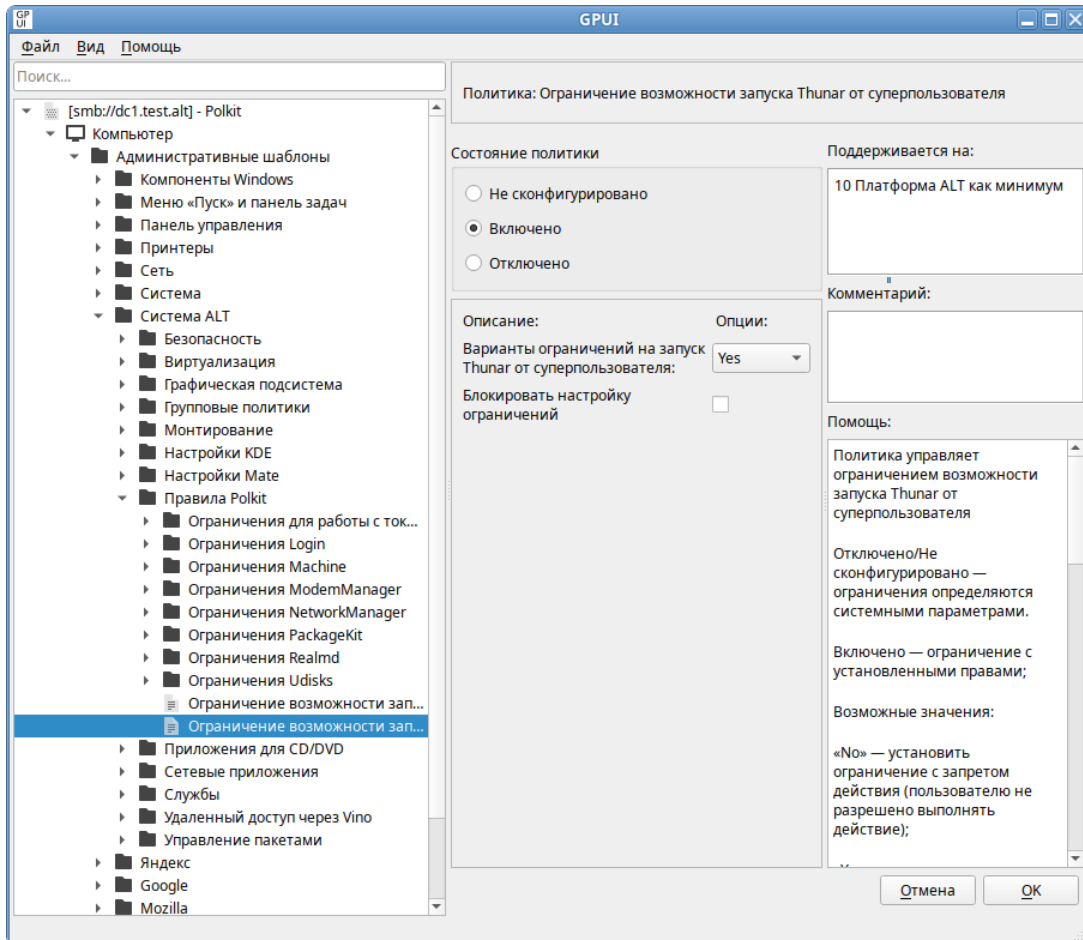 GPUI
GPUI
Файл Вид Помощь
Поиск...
[smb://dc1.test.alt] - Polkit
Компьютер
Административные шаблоны
Компоненты Windows
Меню «Пуск» и панель задач
Панель управления
Принтеры
Сеть
Система
Система ALT
Безопасность
Виртуализация
Графическая подсистема
Групповые политики
Монтирование
Настройки KDE
Настройки Mate
Правила Polkit
Ограничения для работы с ток...
Ограничения Login
Ограничения Machine
Ограничения ModemManager
Ограничения NetworkManager
Ограничения PackageKit
Ограничения Realmd
Ограничения Udisks
Ограничение возможности зап...
Ограничение возможности зап...
Приложения для CD/DVD
Сетевые приложения
Службы
Удаленный доступ через Vino
Управление пакетами
Яндекс
Google
Mozilla
Политика: Ограничение возможности запуска Thunar от суперпользователя
Состояние политики
Не сконфигурировано
Включено
Отключено
Описание: Опции:
Варианты ограничений на запуск
Thunar от суперпользователя:
Yes
Блокировать настройку
ограничений
Поддерживается на:
10 Платформа ALT как минимум
Комментарий:
Помощь:
Политика управляет
ограничением возможности
запуска Thunar от
суперпользователя
Отключено/Не
сконфигурировано —
ограничения определяются
системными параметрами.
Включено — ограничение с
установленными правами;
Возможные значения:
«No» — установить
ограничение с запретом
действия (пользователю не
разрешено выполнять
действие);
Отмена OK